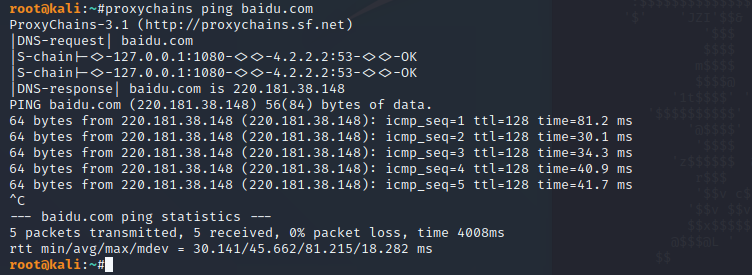 root@kali:~#proxychains ping baidu.com
ProxyChains-3.1 (http://proxychains.sf.net)
|DNS-request| baidu.com
|S-chain|-<>-127.0.0.1:1080-<><>-4.2.2.2:53-<><>-OK
|S-chain|-<>-127.0.0.1:1080-<><>-4.2.2.2:53-<><>-OK
|DNS-response| baidu.com is 220.181.38.148
PING baidu.com (220.181.38.148) 56(84) bytes of data.
64 bytes from 220.181.38.148 (220.181.38.148): icmp_seq=1 ttl=128 time=81.2 ms
64 bytes from 220.181.38.148 (220.181.38.148): icmp_seq=2 ttl=128 time=30.1 ms
64 bytes from 220.181.38.148 (220.181.38.148): icmp_seq=3 ttl=128 time=34.3 ms
64 bytes from 220.181.38.148 (220.181.38.148): icmp_seq=4 ttl=128 time=40.9 ms
64 bytes from 220.181.38.148 (220.181.38.148): icmp_seq=5 ttl=128 time=41.7 ms
^C
--- baidu.com ping statistics ---
5 packets transmitted, 5 received, 0% packet loss, time 4008ms
rtt min/avg/max/mdev = 30.141/45.662/81.215/18.282 ms
root@kali:~#